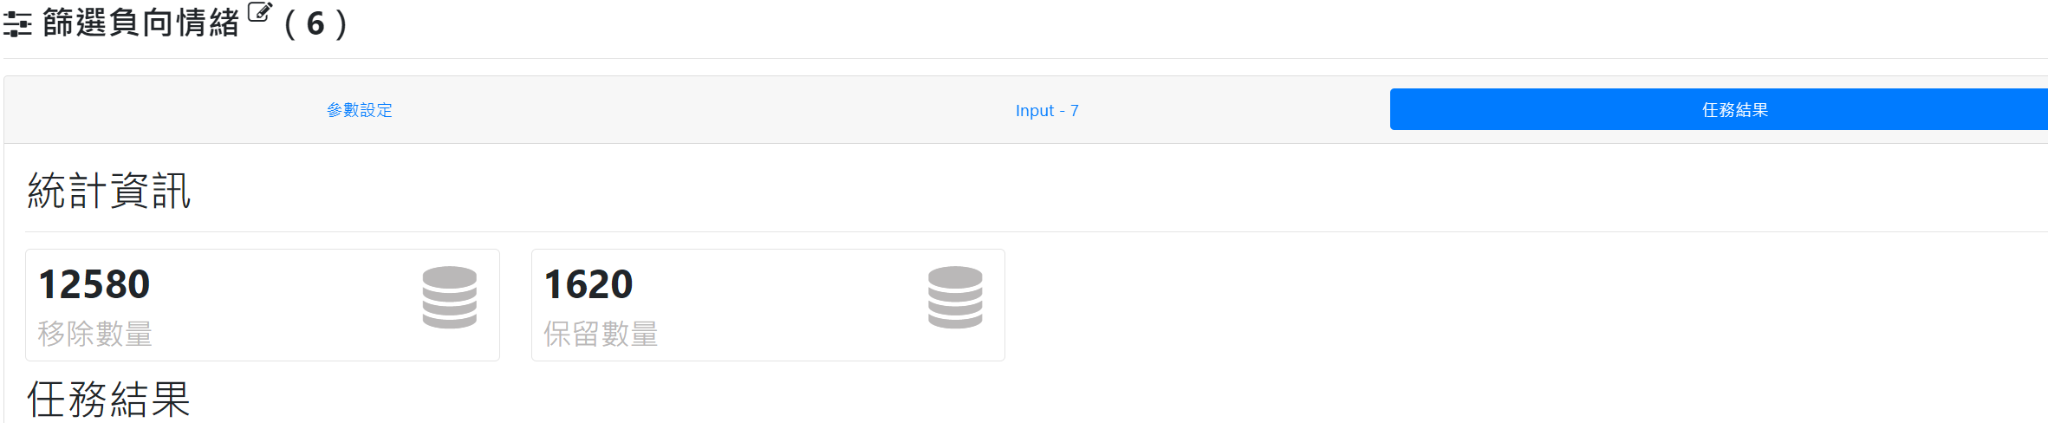 篩選負向情緒 ( 6 )
參數設定 Input - 7 任務結果
統計資訊
12580 1620
移除數量 保留數量
任務結果